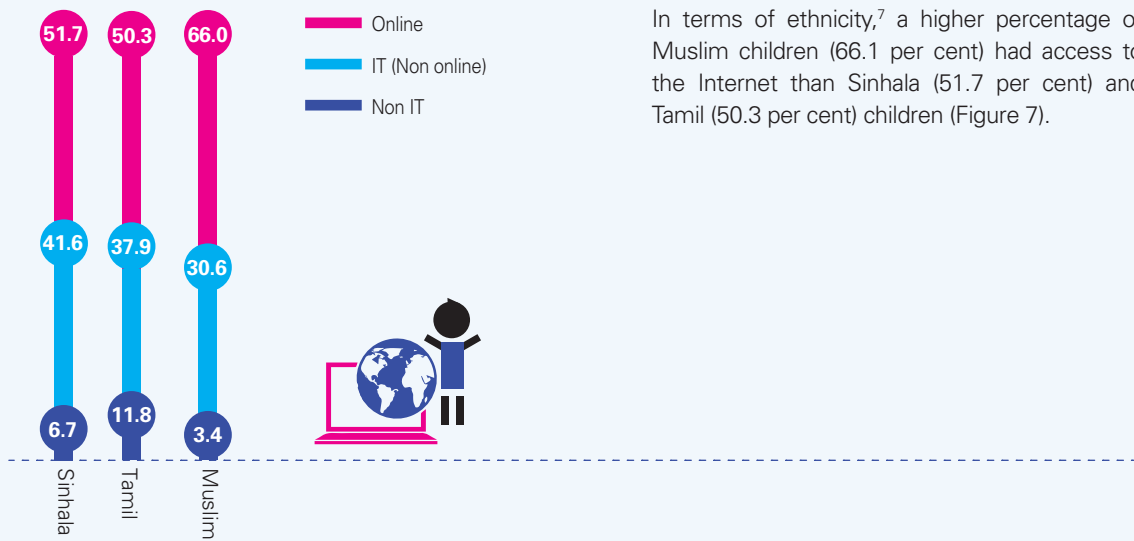 51.7 50.3 66.0
41.6 37.9 30.6
6.7 11.8 3.4
Sinhala
Tamil
Muslim
Online
IT (Non online)
Non IT
In terms of ethnicity,7 a higher percentage
Muslim children (66.1 per cent) had access
the Internet than Sinhala (51.7 per cent)
Tamil (50.3 per cent) children (Figure 7).